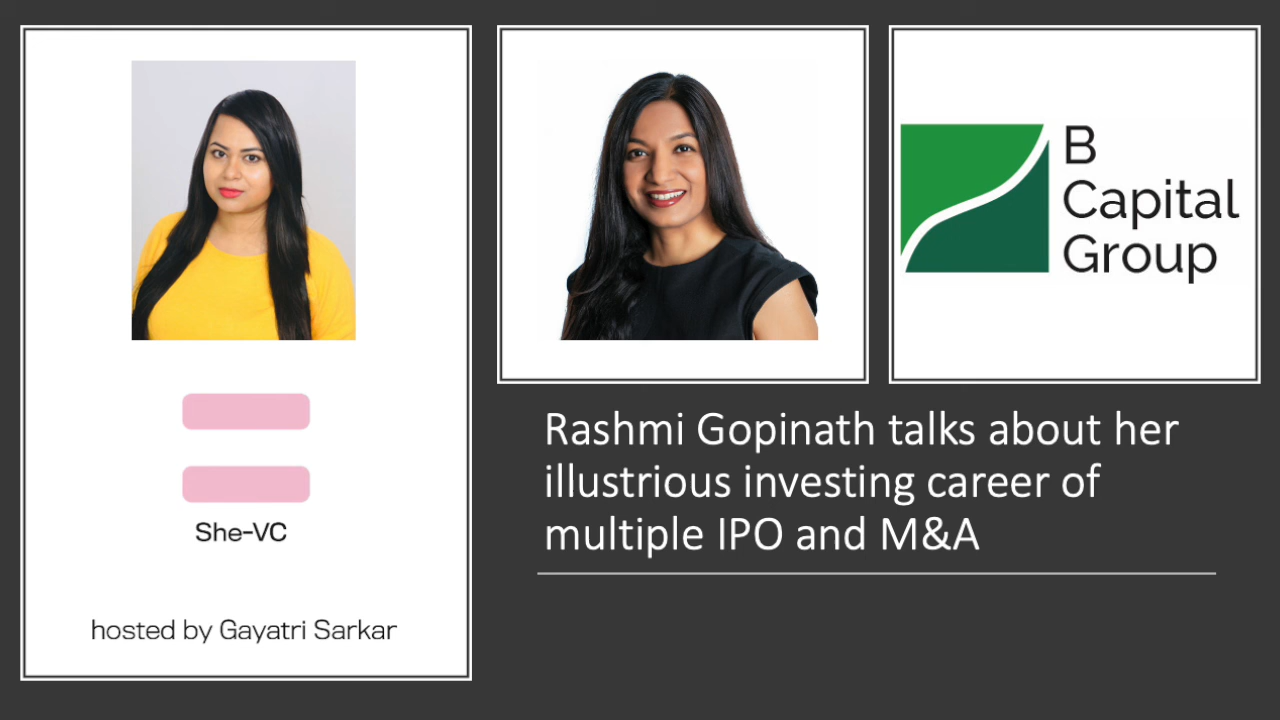 She-VC
hosted by Gayatri Sarkar
B
Capital
Group
Rashmi Gopinath talks about her
illustrious investing career of
multiple IPO and M&A